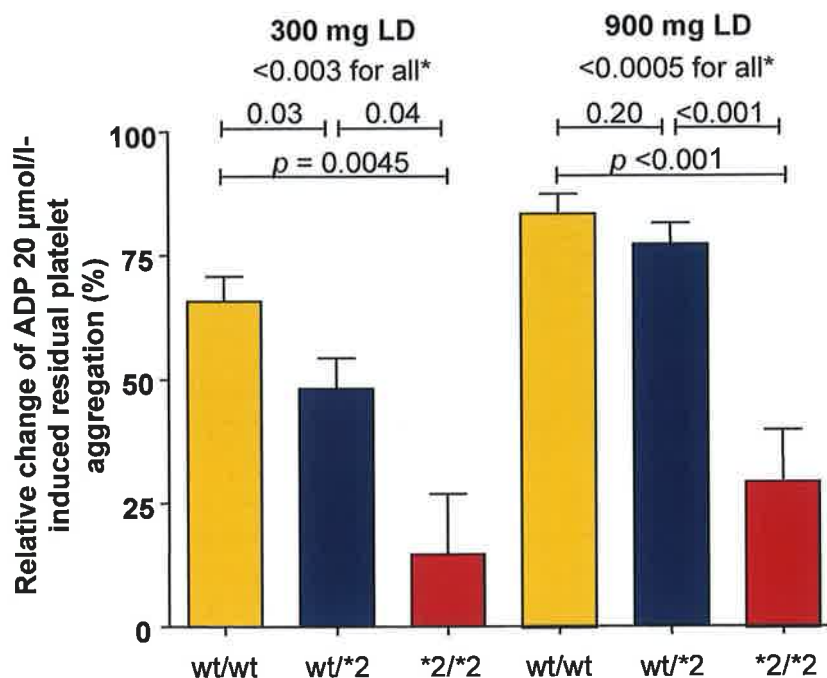 300 mg LD
<0.003 for all*
0.03 0.04
p = 0.0045
900 mg LD
<0.0005 for all*
0.20 <0.001
p <0.001
Relative change of ADP 20 µmol/l-
induced residual platelet
aggregation (%)
100
75
50
25
0
wt/wt wt/*2 *2/*2 wt/wt wt/*2 *2/*2